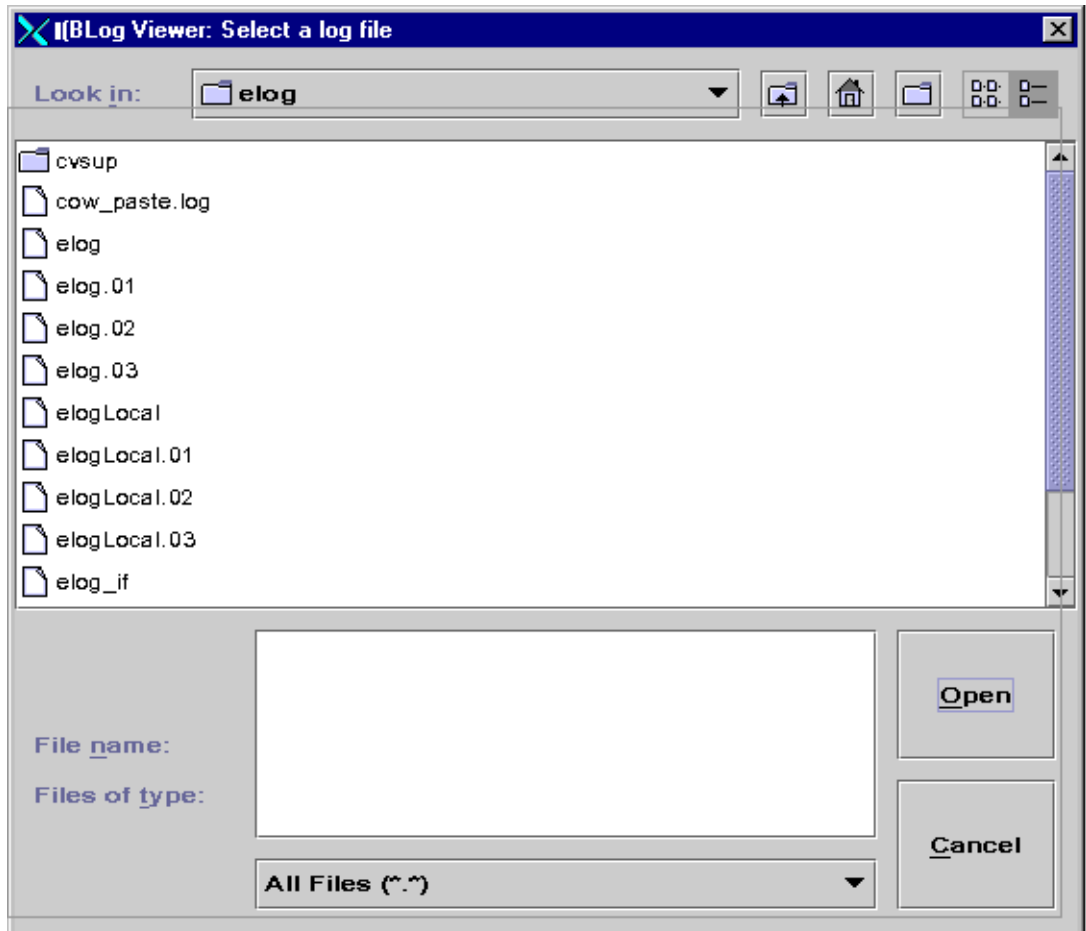 I(BLog Viewer: Select a log file
Look in: elog
cvsup
cow_paste.log
elog
elog.01
elog.02
elog.03
elogLocal
elogLocal.01
elogLocal.02
elogLocal.03
elog_if
Open
File name:
Files of type:
Cancel
All Files (*.*)